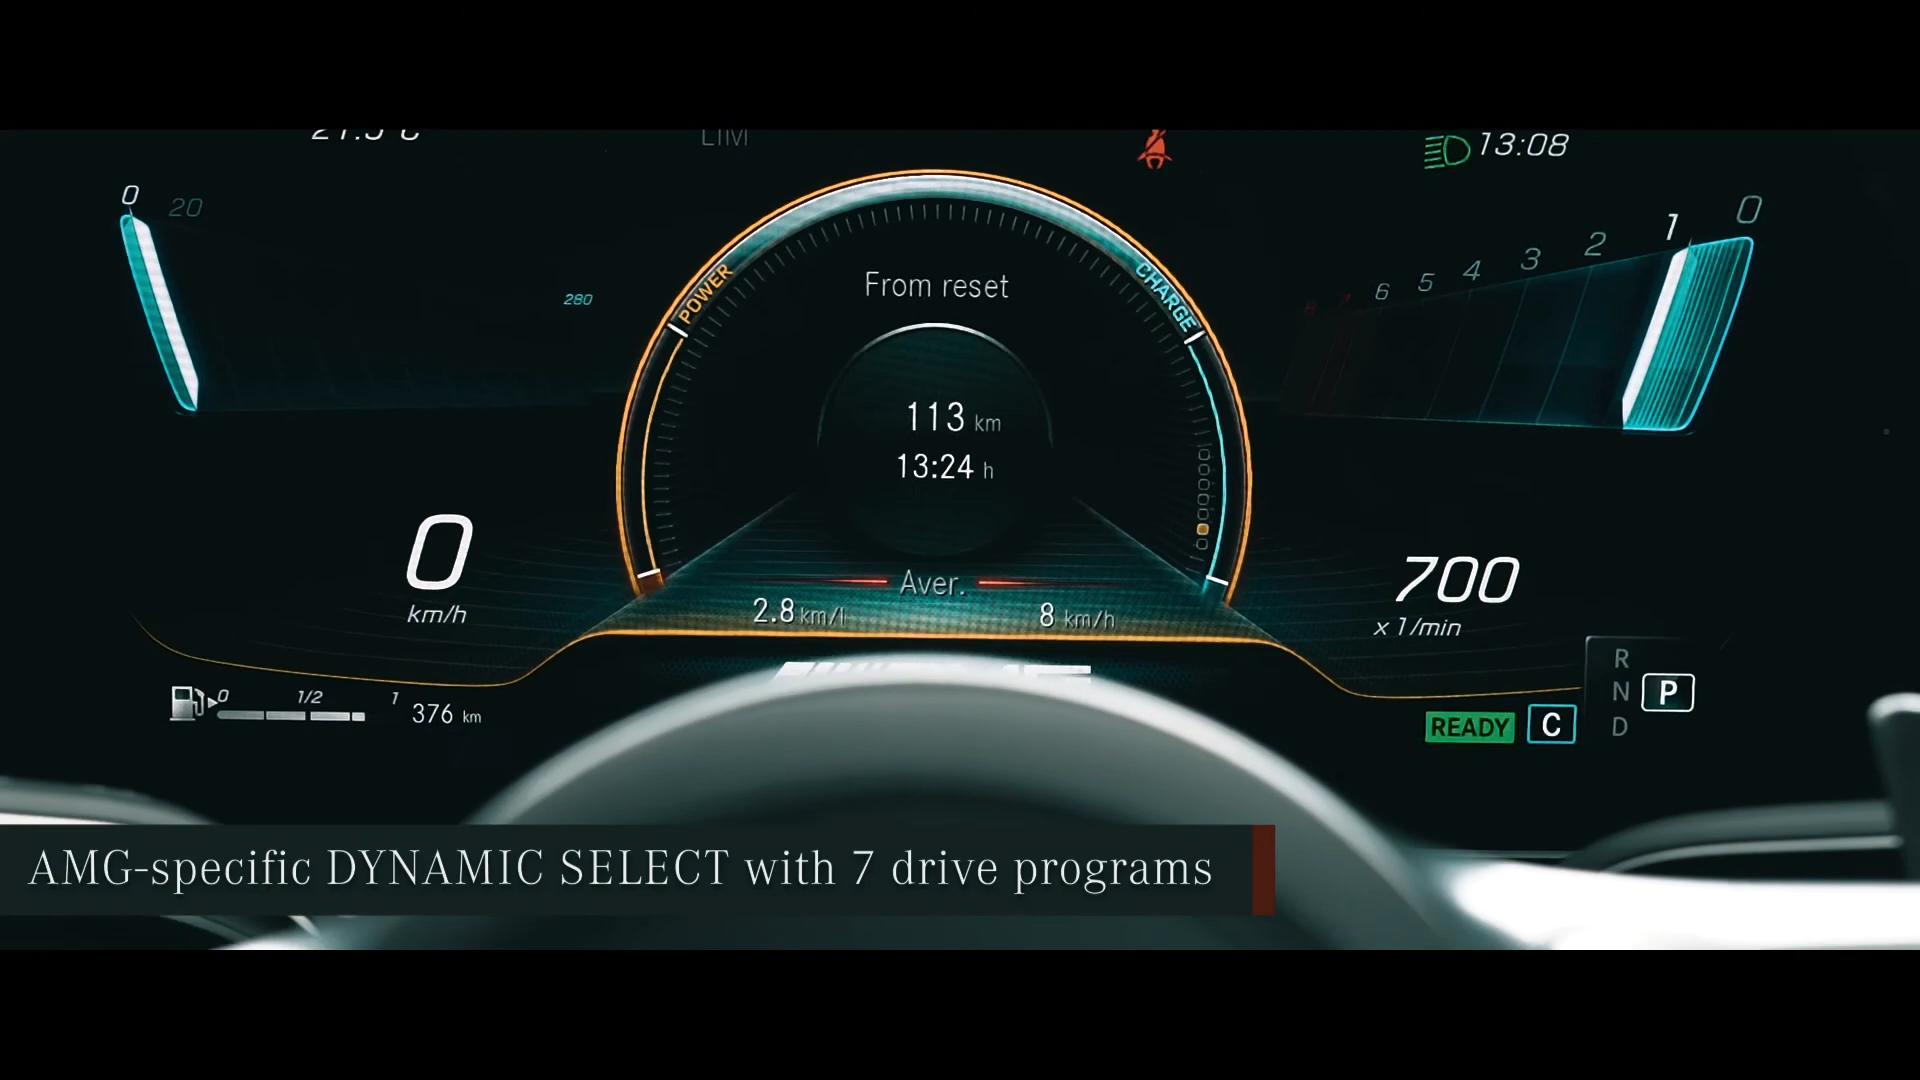 LIM
13:08
0 20
280
POWER
CHARGE
6 5 4 3 2 1 0
From reset
113 km
13:24 h
Aver.
2.8 km/l
8 km/h
0
km/h
700
x 1/min
0 1/2 1
376 km
READY
C
R
N P
D
AMG-specific DYNAMIC SELECT with 7 drive programs